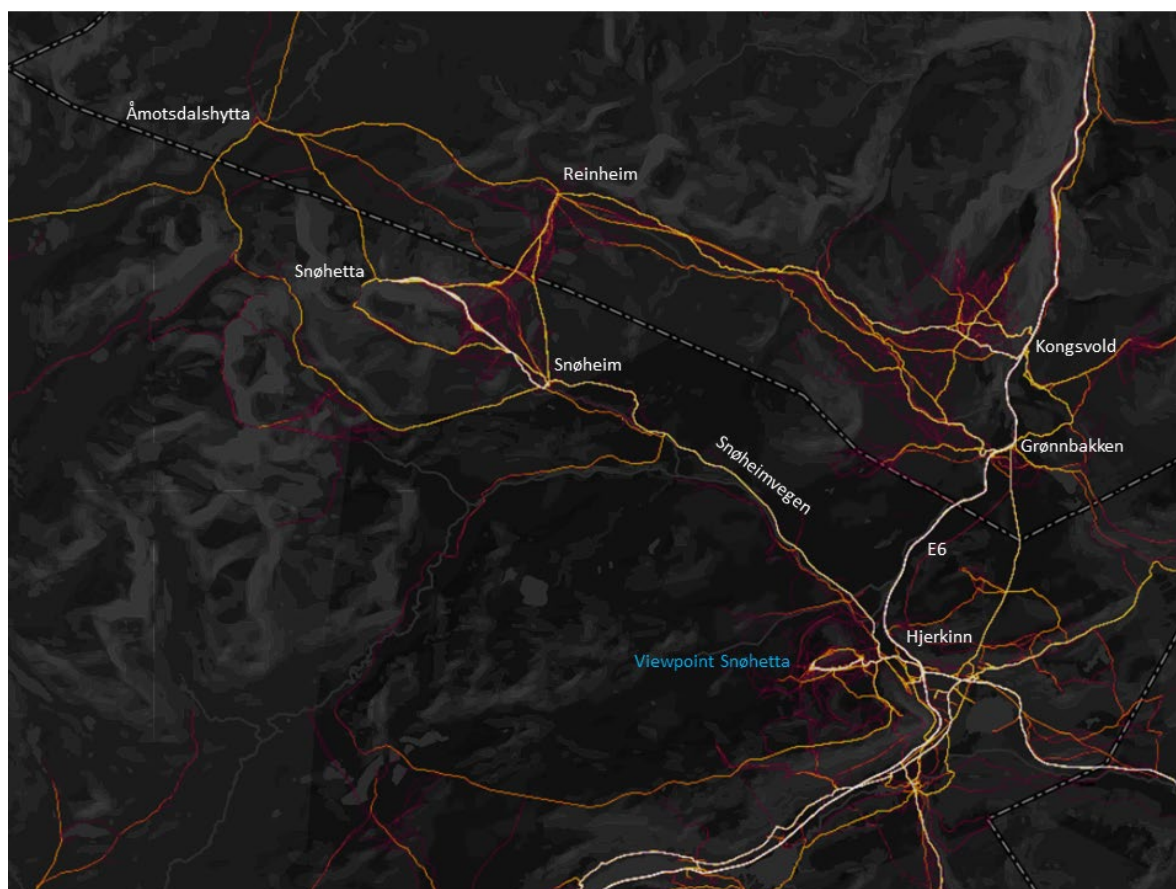 Åmotsdalshytta
Reinheim
Snøhetta
Kongsvold
Snøheim
Grønnbakken
Snøheimvegen
E6
Hjerkinn
Viewpoint Snøhetta